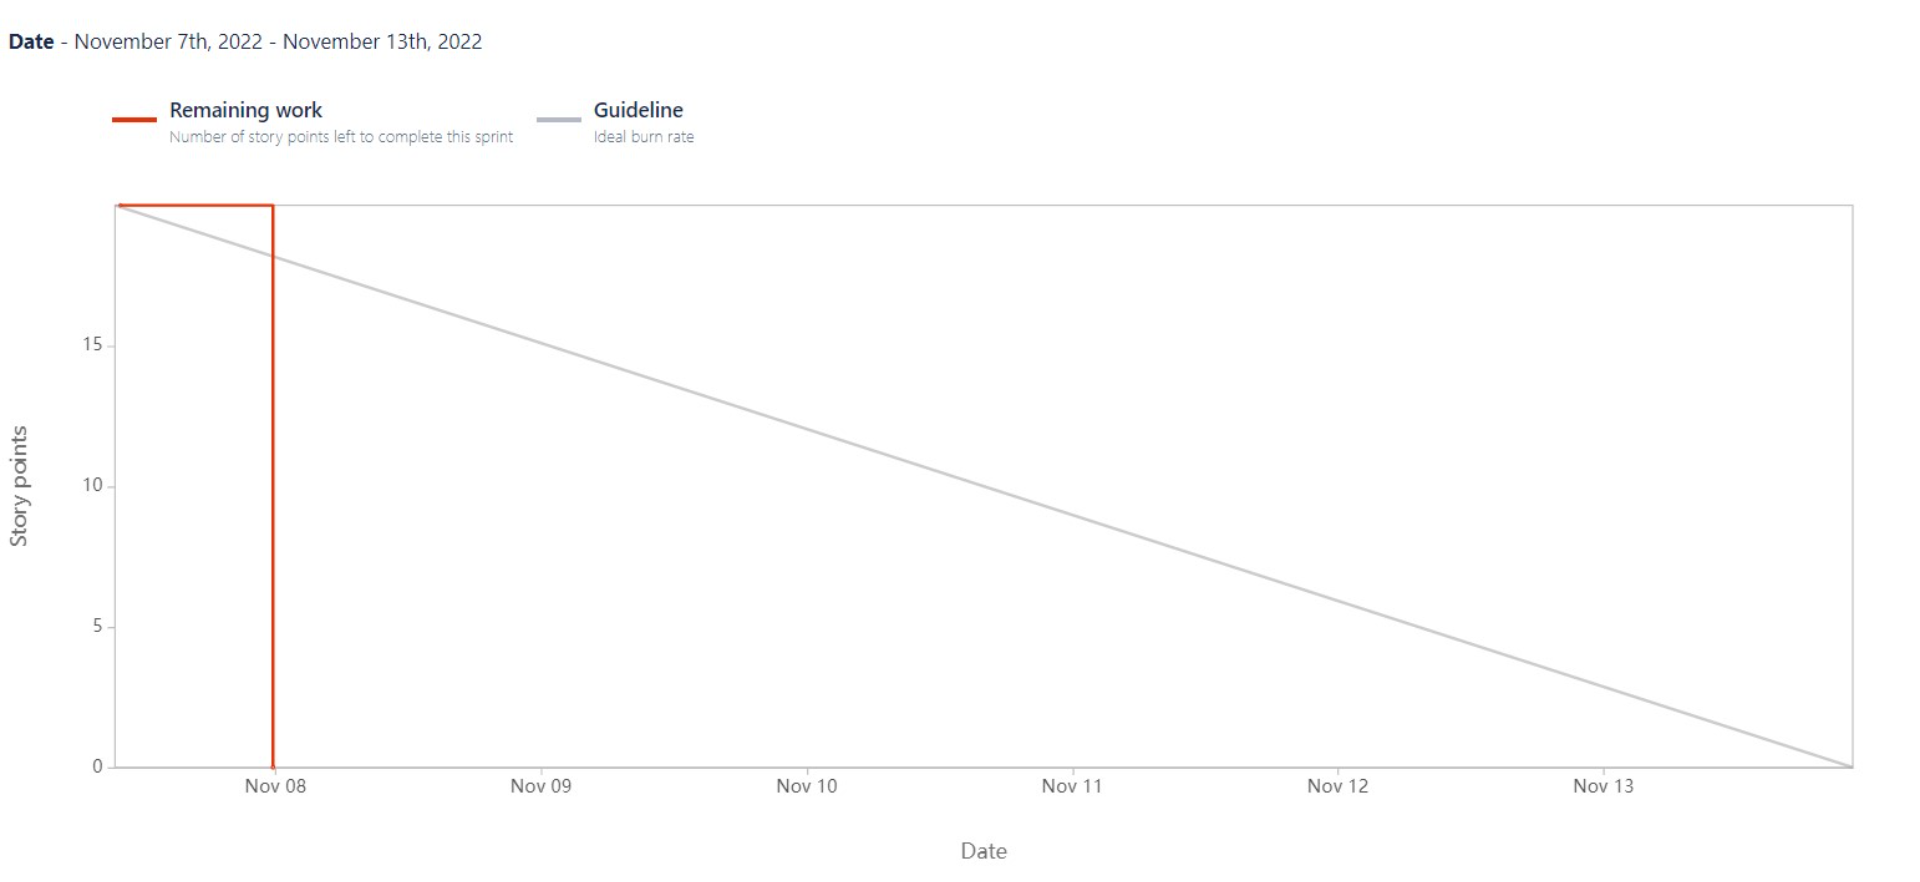 Date - November 7th, 2022 - November 13th, 2022
Remaining work
Number of story points left to complete this sprint
Guideline
Ideal burn rate
15
10
5
0
Story points
Nov 08
Nov 09
Nov 10
Nov 11
Nov 12
Nov 13
Date